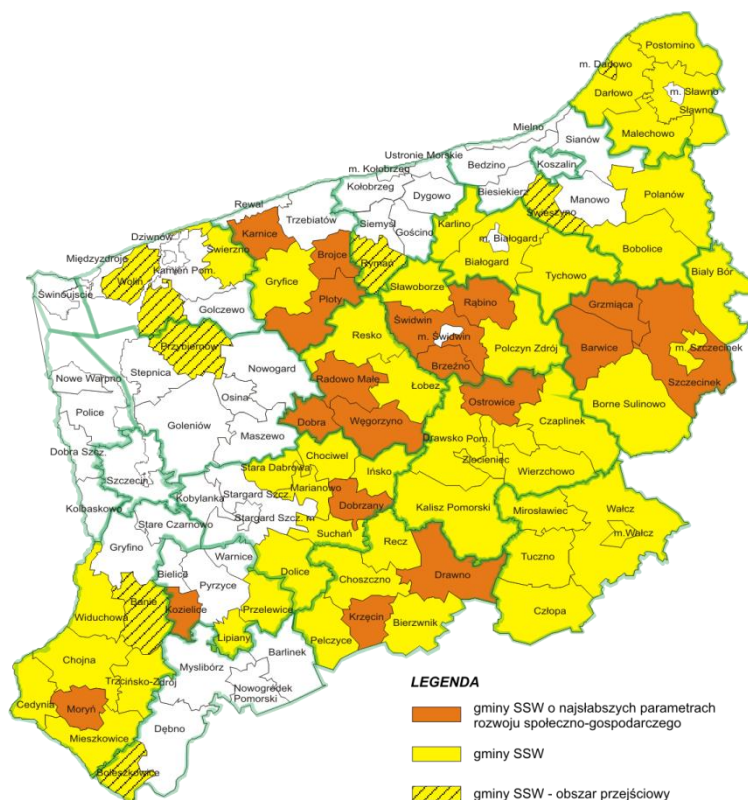 Postomino
m. Darłowo
m. Sławno
Darłowo
Sławno
Malechowo
Mielno
Sianów
Ustronie Morskie
Bedzino
Koszalin
m. Kołobrzeg
Kołobrzeg
Dygowo
Biesiekierz
Manowo
Polanów
Rewal
Trzebiatów
Siemyśl
Gościno
Karlino
Świeszyno
Dziwnów
Świerzno
Karnice
Brojce
Ryman
m. Białogard
Białogard
Bobolice
Międzyzdroje
Kamień Pom.
Wolin
Gryfice
Tychowo
Bialy Bór
Świnoujście
Golczewo
Ploty
Sławoborze
Rąbino
Grzmiąca
Świdwin
m. Świdwin
Przybiernów
Resko
Połczyn Zdrój
Barwice
m. Szczecinek
Stepnica
Nowogard
Brzeżno
Szczecinek
Nowe Warpno
Radowo Małe
Łobez
Ostrowice
Borne Sulinowo
Osina
Police
Goleniów
Dobra
Węgorzyno
Czaplinek
Maszewo
Drawsko Pom.
Dobra Szcz.
Chociwel
Złocieniec
Stara Dąbrowa
Ińsko
Wierzchowo
Szczecin
Marianowo
Kobylanka
Stargard Szcz.
Dobrzany
Kalisz Pomorski
Mirosławiec
Wałcz
Kołbaskowo
Stargard Szcz. m
Stare Czarnowo
Suchań
m.Wałcz
Gryfino
Warnice
Recz
Tuczno
Bielice
Dolice
Pyrzyce
Choszczno
Drawno
Banie
Kozielice
Przelewice
Człopa
Widuchowa
Krzęcin
Lipiany
Pelczyce
Bierzwnik
Chojna
Myslibórz
Barlinek
Trzcińsko-Zdrój
Cedynia
Moryń
Nowogródek
Pomorski
Mieszkowice
Dębno
Boleszkowice
LEGENDA
gminy SSW o najsłabszych parametrach
rozwoju społeczno-gospodarczego
gminy SSW
gminy SSW - obszar przejściowy